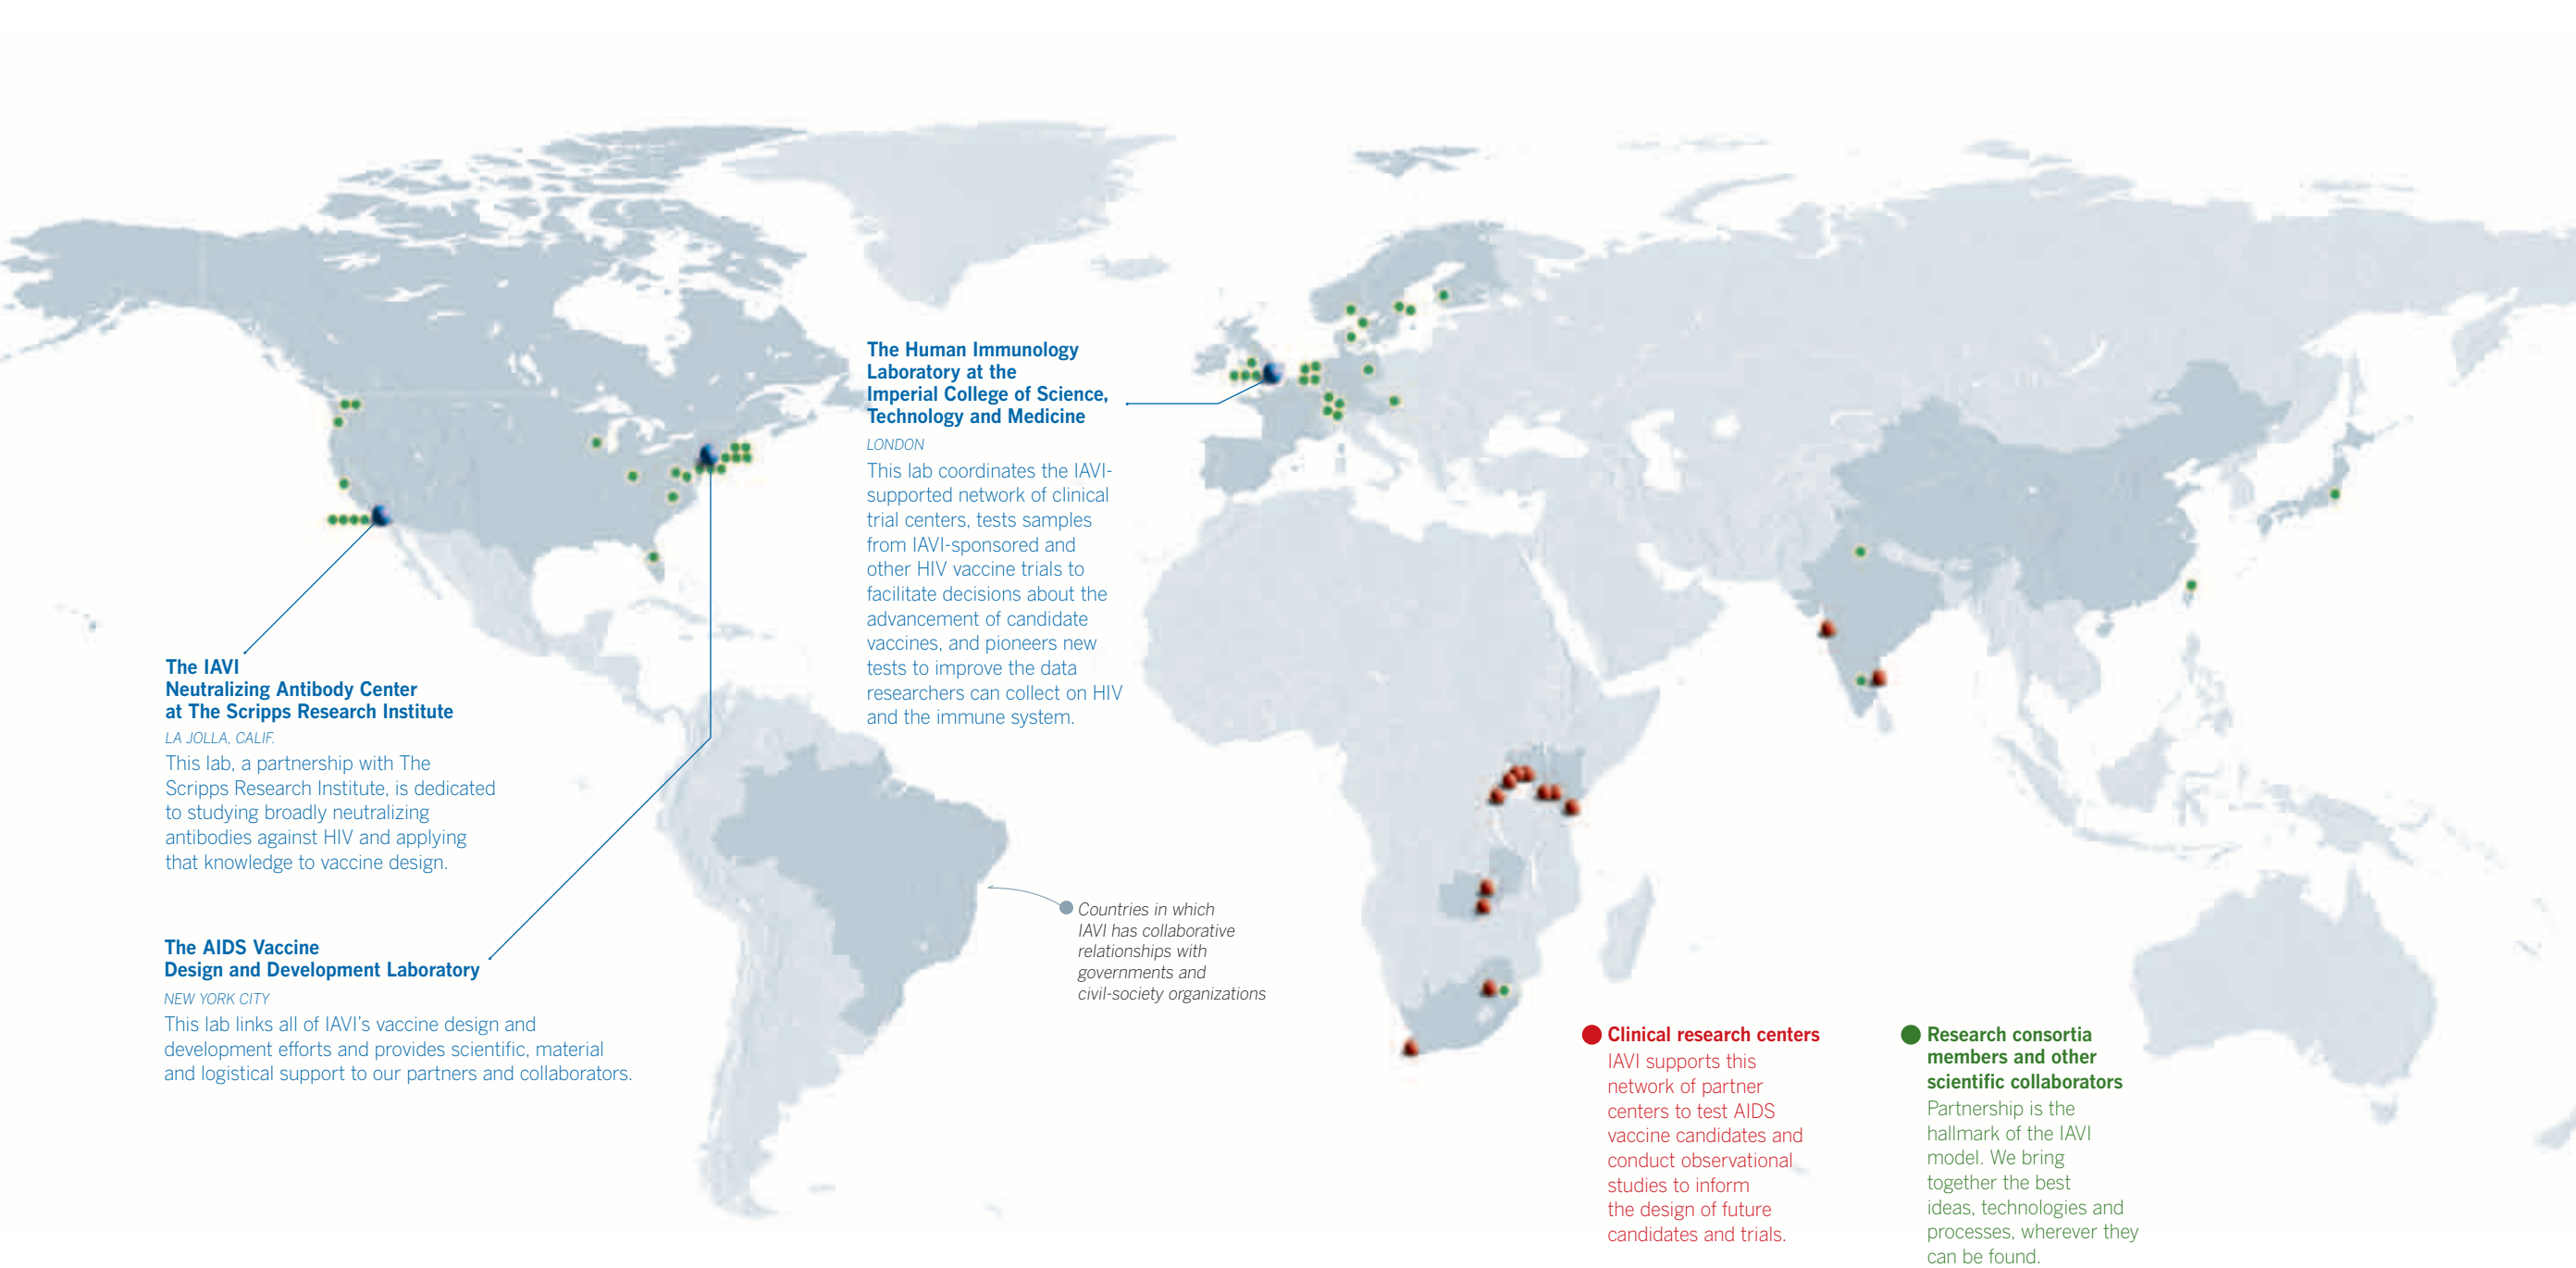 The Human Immunology
Laboratory at the
Imperial College of Science,
Technology and Medicine
LONDON
This lab coordinates the IAVI-
supported network of clinical
trial centers, tests samples
from IAVI-sponsored and
other HIV vaccine trials to
facilitate decisions about the
advancement of candidate
vaccines, and pioneers new
tests to improve the data
researchers can collect on HIV
and the immune system.
The IAVI
Neutralizing Antibody Center
at The Scripps Research Institute
LA JOLLA, CALIF.
This lab, a partnership with The
Scripps Research Institute, is dedicated
to studying broadly neutralizing
antibodies against HIV and applying
that knowledge to vaccine design.
The AIDS Vaccine
Design and Development Laboratory
NEW YORK CITY
This lab links all of IAVI's vaccine design and
development efforts and provides scientific, material
and logistical support to our partners and collaborators.
Countries in which
IAVI has collaborative
relationships with
governments and
civil-society organizations
Clinical research centers
IAVI supports this
network of partner
centers to test AIDS
vaccine candidates and
conduct observational
studies to inform
the design of future
candidates and trials.
Research consortia
members and other
scientific collaborators
Partnership is the
hallmark of the IAVI
model. We bring
together the best
ideas, technologies and
processes, wherever they
can be found.